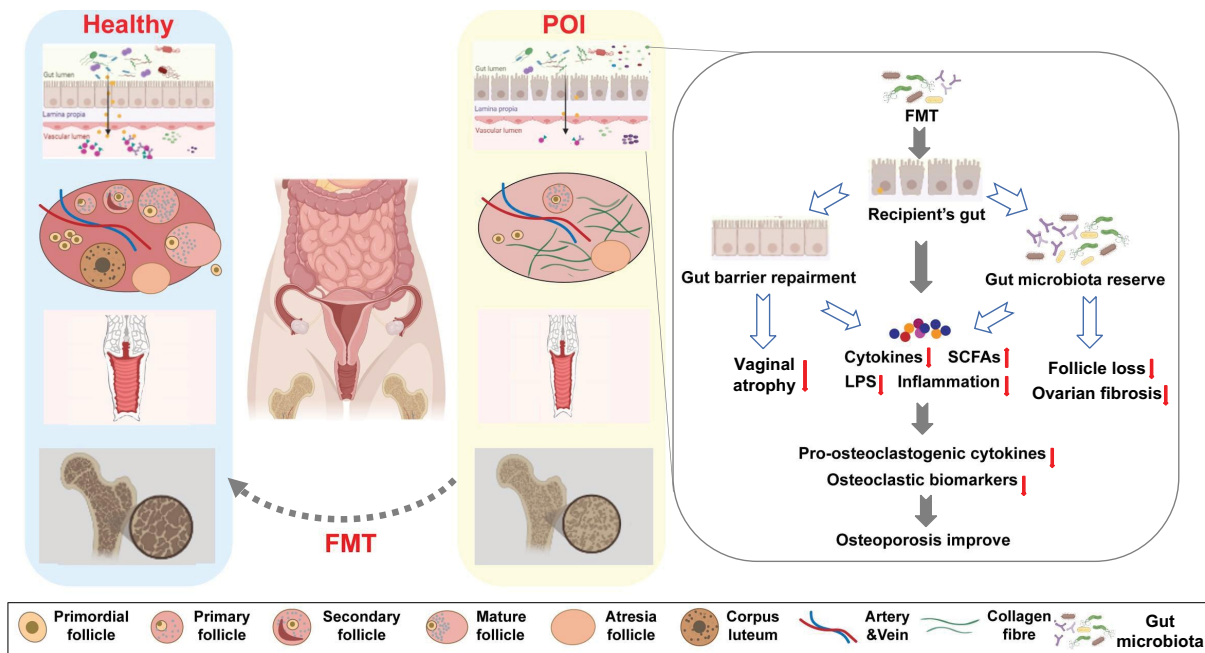 Healthy
Gut lumen
Lamina propia
Vascular lumen
POI
Gut lumen
Lamina propia
Vascular lumen
FMT
FMT
Recipient's gut
Gut barrier repairment
Gut microbiota reserve
Vaginal
atrophy
Cytokines SCFAs
LPS Inflammation
Follicle loss
Ovarian fibrosis
Pro-osteoclastogenic cytokines
Osteoclastic biomarkers
Osteoporosis improve
Primordial
follicle
Primary
follicle
Secondary
follicle
Mature
follicle
Atresia
follicle
Corpus
luteum
Artery
&Vein
Collagen
fibre
Gut
microbiota